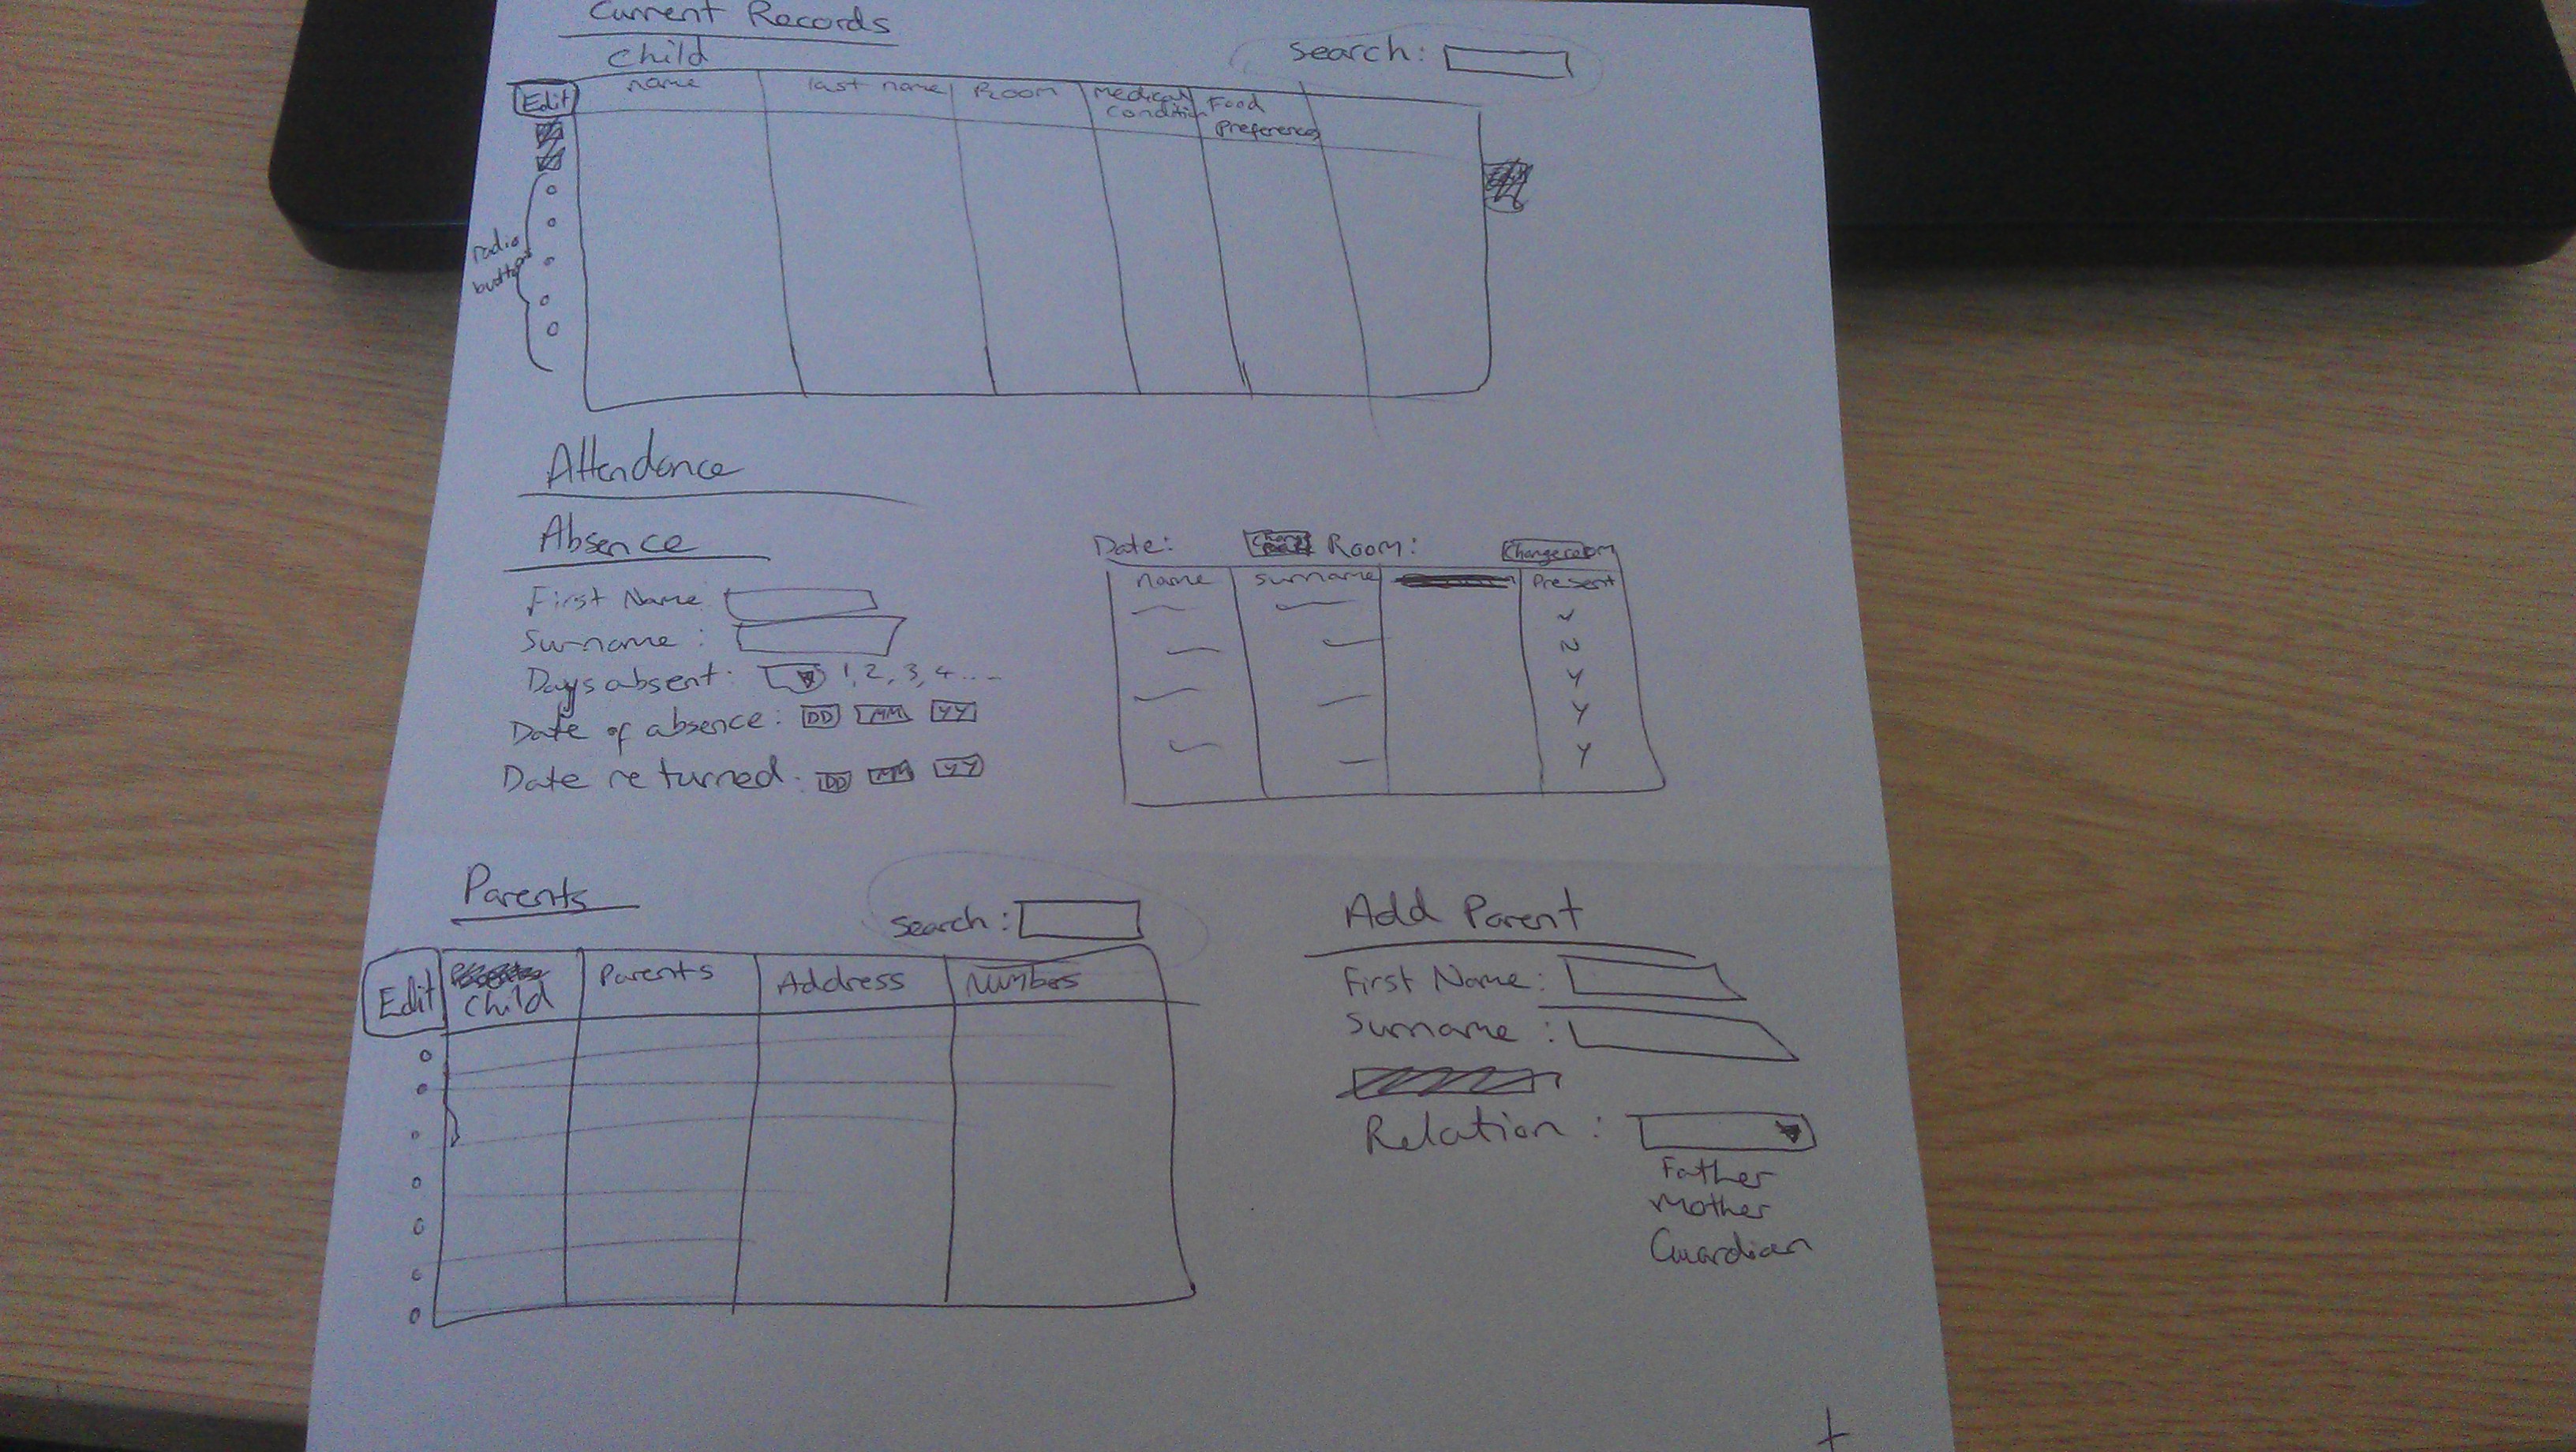 Current Records
Child
Search:
Edit name last name Room Medical Condition Food Preferences
radio buttons
Attendance
Absence
First Name
Surname :
Days absent: 1, 2, 3, 4 ...
Date of absence: DD MM YY
Date returned: DD MM YY
Date: Room: Change room
name surname Present
Y
N
Y
Y
Y
Parents
Search:
Edit Child Parents Address Numbers
Add Parent
First Name:
Surname :
Relation :
Father
Mother
Guardian